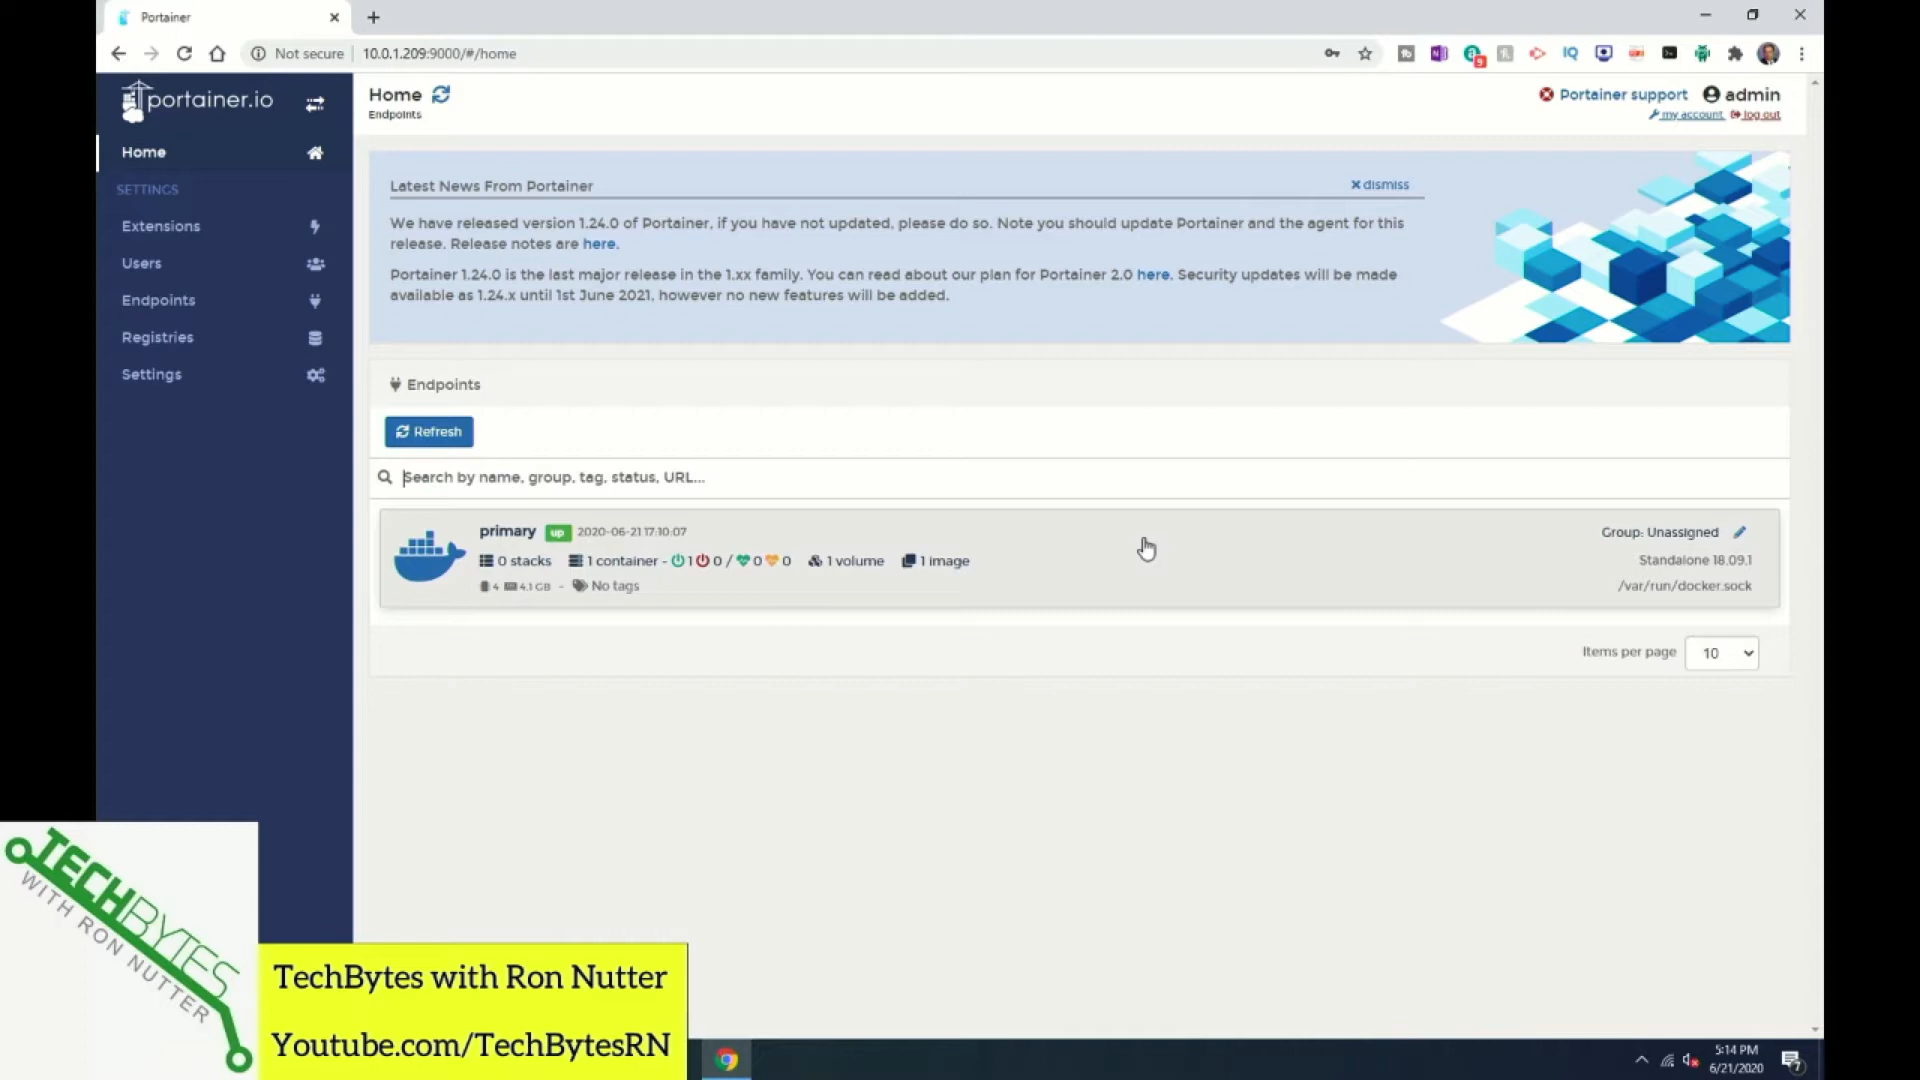 Portainer
Not secure
10.0.1.209:9000/#/home
9
IQ
portainer.io
Home
SETTINGS
Extensions
Users
Endpoints
Registries
Settings
Home
Endpoints
Portainer support
admin
my account
log out
Latest News From Portainer
dismiss
We have released version 1.24.0 of Portainer, if you have not updated, please do so. Note you should update Portainer and the agent for this
release. Release notes are here.
Portainer 1.24.0 is the last major release in the 1.xx family. You can read about our plan for Portainer 2.0 here. Security updates will be made
available as 1.24.x until 1st June 2021, however no new features will be added.
Endpoints
Refresh
Search by name, group, tag, status, URL...
primary up 2020-06-21 17:10:07
Group: Unassigned
0 stacks 1 container - 1 0 / 0 0 1 volume 1 image
Standalone 18.09.1
4 4.1 GB - No tags
/var/run/docker.sock
Items per page 10
TECHBYTES
WITH RON NUTTER
TechBytes with Ron Nutter
Youtube.com/TechBytesRN
5:14 PM
6/21/2020
7